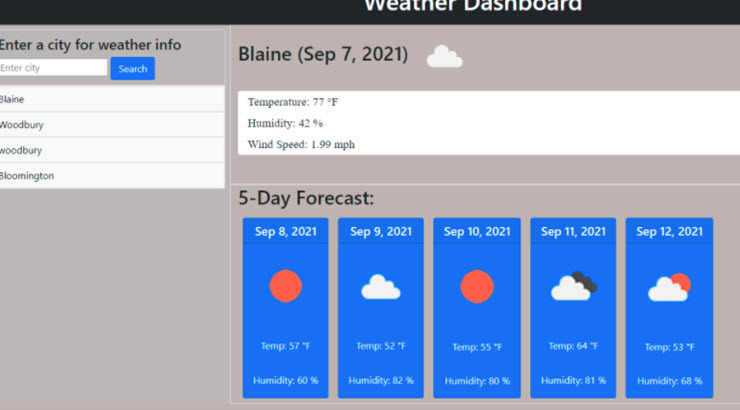 Weather Dashboard
Enter a city for weather info
Enter city
Search
Blaine
Woodbury
woodbury
Bloomington
Blaine (Sep 7, 2021)
Temperature: 77 °F
Humidity: 42 %
Wind Speed: 1.99 mph
5-Day Forecast:
Sep 8, 2021
Temp: 57 °F
Humidity: 60 %
Sep 9, 2021
Temp: 52 °F
Humidity: 82 %
Sep 10, 2021
Temp: 55 °F
Humidity: 80 %
Sep 11, 2021
Temp: 64 °F
Humidity: 81 %
Sep 12, 2021
Temp: 53 °F
Humidity: 68 %